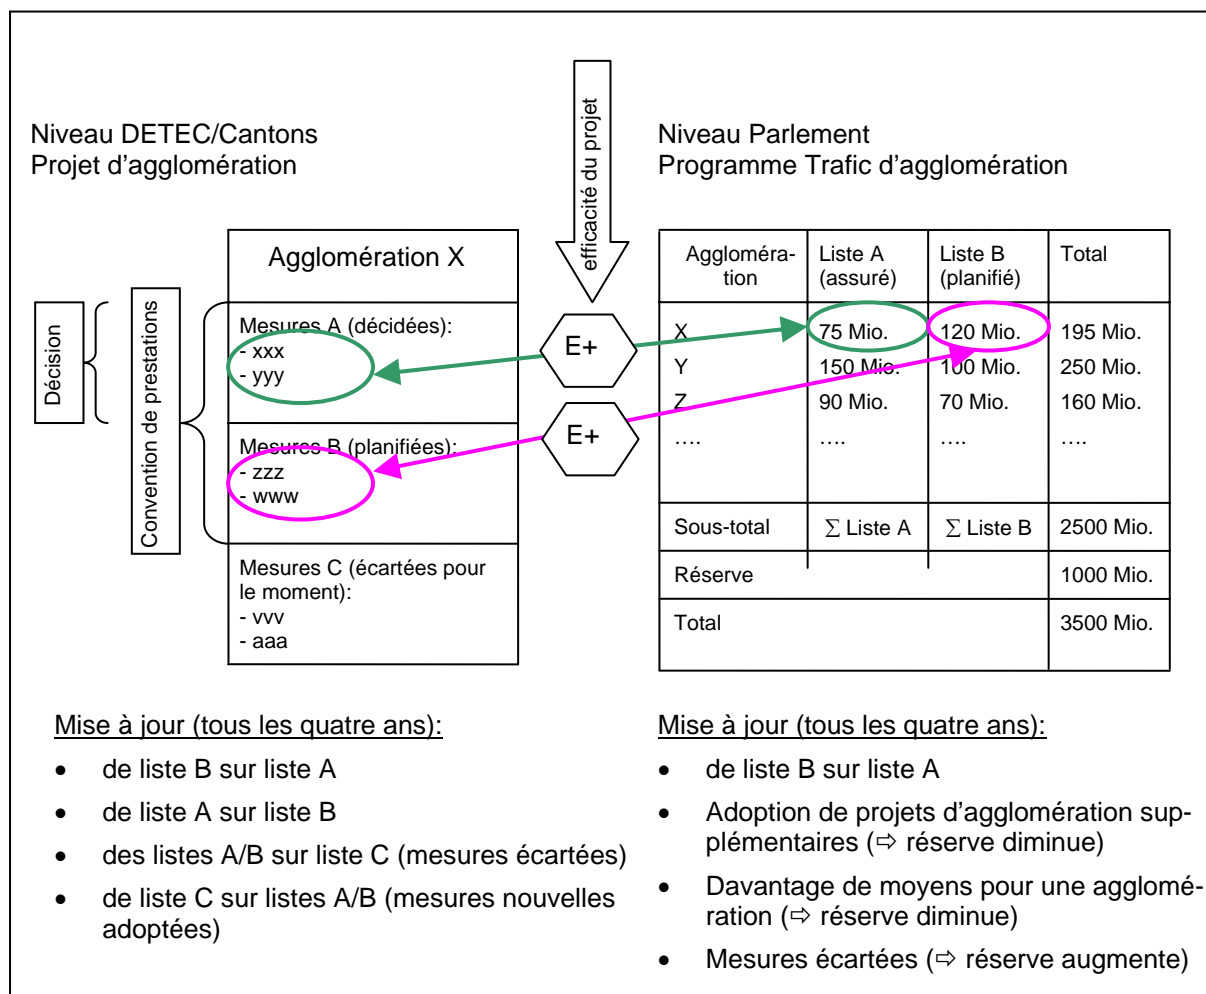 efficacité du projet
Niveau DETEC/Cantons
Projet d'agglomération
Décision
Convention de prestations
Agglomération X
Mesures A (décidées):
- xxx
- yyy
Mesures B (planifiées):
- zzz
- www
Mesures C (écartées pour
le moment):
- vvv
- aaa
E+
E+
Niveau Parlement
Programme Trafic d'agglomération
Aggloméra-
tion
Liste A
(assuré)
Liste B
(planifié)
Total
X 75 Mio. 120 Mio. 195 Mio.
Y 150 Mio. 100 Mio. 250 Mio.
Z 90 Mio. 70 Mio. 160 Mio.
.... .... .... ....
Sous-total ∑ Liste A ∑ Liste B 2500 Mio.
Réserve 1000 Mio.
Total 3500 Mio.
Mise à jour (tous les quatre ans):
• de liste B sur liste A
• de liste A sur liste B
• des listes A/B sur liste C (mesures écartées)
• de liste C sur listes A/B (mesures nouvelles
adoptées)
Mise à jour (tous les quatre ans):
• de liste B sur liste A
• Adoption de projets d'agglomération sup-
plémentaires (⇨ réserve diminue)
• Davantage de moyens pour une agglomé-
ration (⇨ réserve diminue)
• Mesures écartées (⇨ réserve augmente)